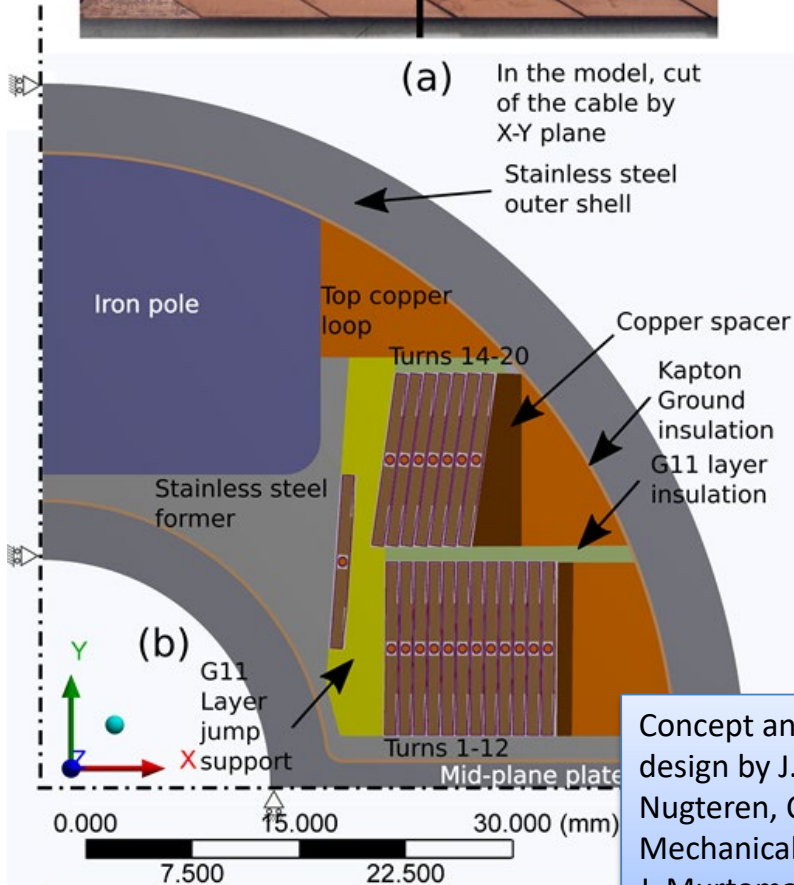 (a)
In the model, cut
of the cable by
X-Y plane
Stainless steel
outer shell
Iron pole
Top copper
loop
Copper spacer
Turns 14-20
Kapton
Ground
insulation
G11 layer
insulation
Stainless steel
former
(b)
G11
Layer
jump
support
Y
Z
X
Turns 1-12
Mid-plane plate
Concept an
design by J.
Nugteren, 
Mechanical
0.000
15.000
30.000 (mm)
7.500
22.500